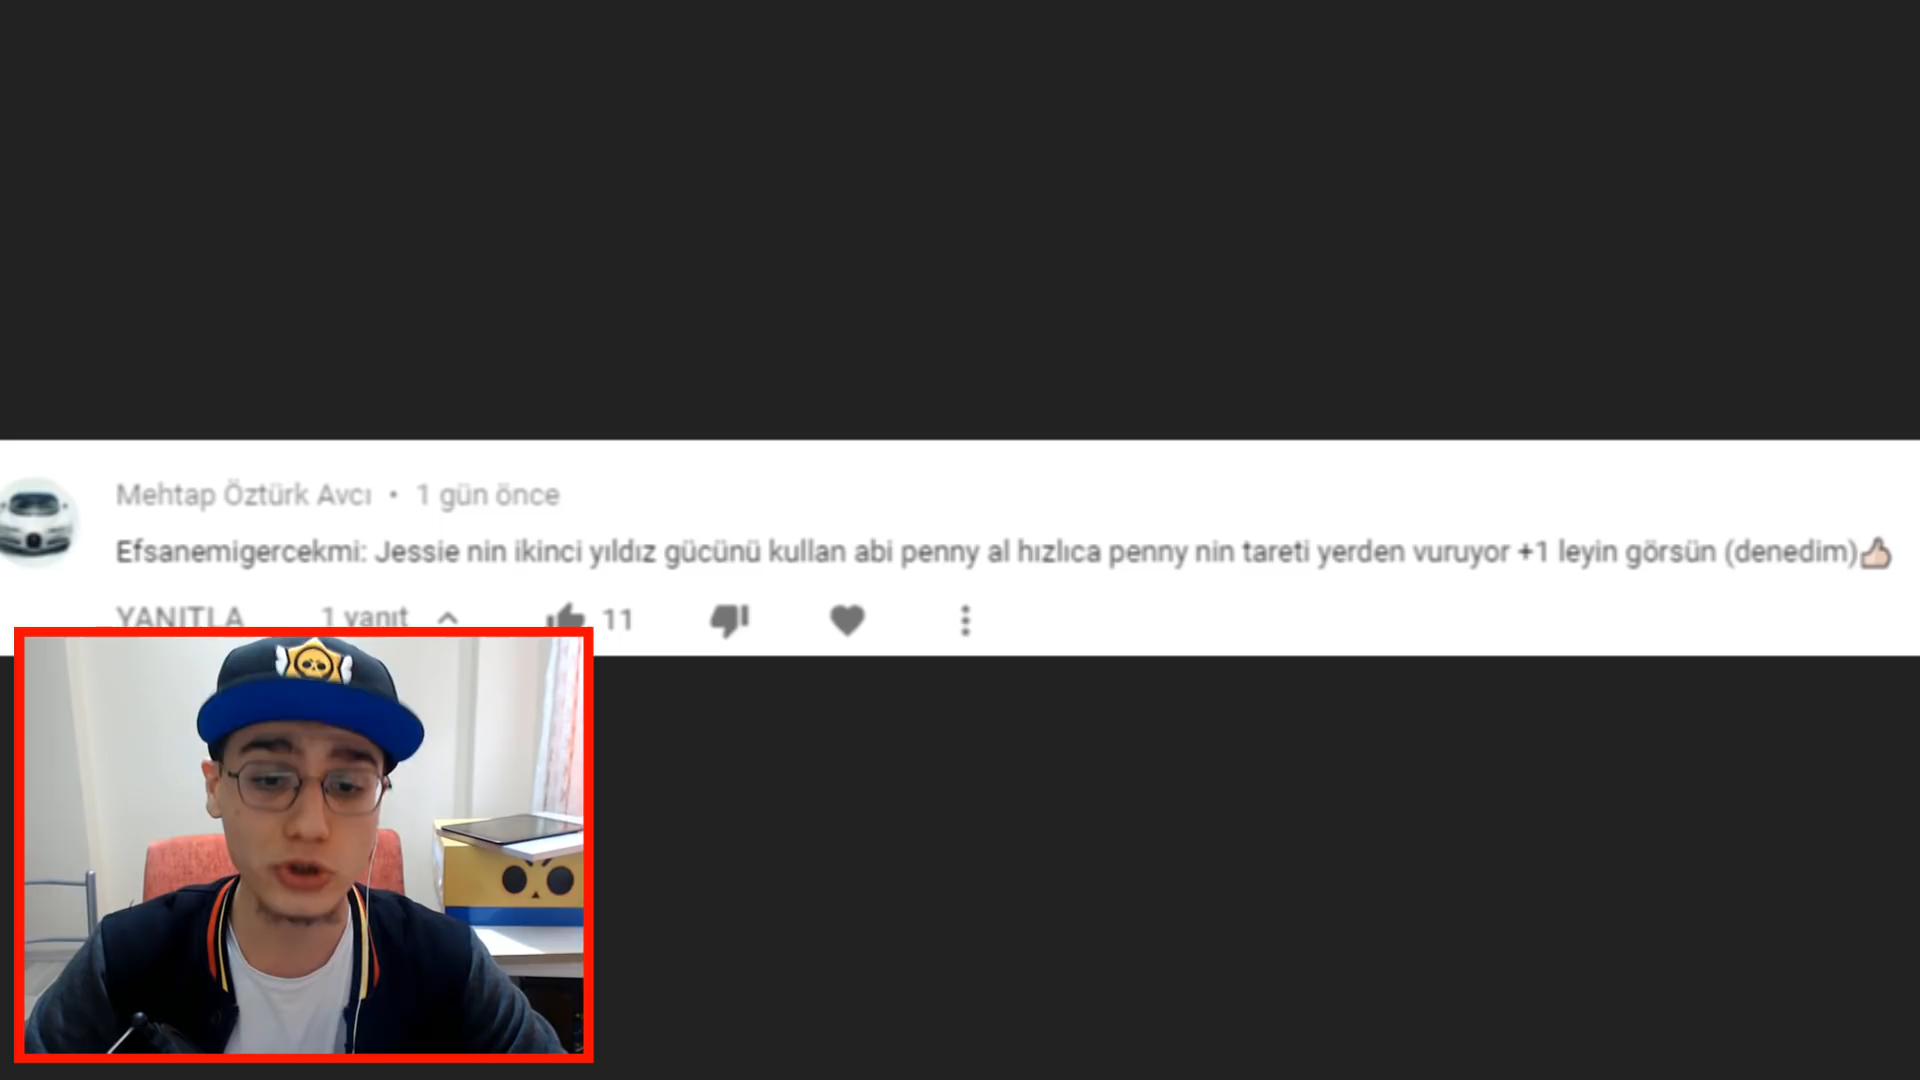 Mehtap Öztürk Avcı • 1 gün önce
Efsanemigercekmi: Jessie nin ikinci yıldız gücünü kullan abi penny al hızlıca penny nin tareti yerden vuruyor +1 leyin görsün (denedim)👍🏻
YANITLA 1 yanıt 11